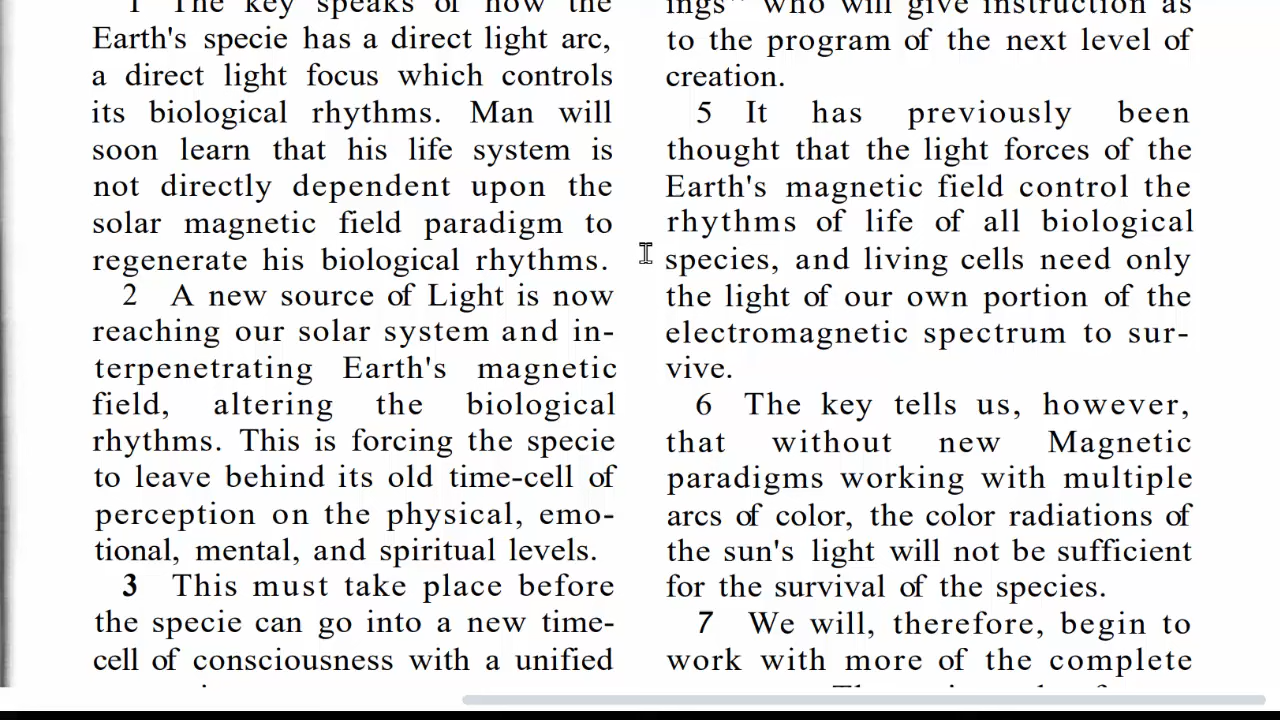 1 The key speaks of how the
Earth's specie has a direct light arc,
a direct light focus which controls
its biological rhythms. Man will
soon learn that his life system is
not directly dependent upon the
solar magnetic field paradigm to
regenerate his biological rhythms.
2 A new source of Light is now
reaching our solar system and in-
terpenetrating Earth's magnetic
field, altering the biological
rhythms. This is forcing the specie
to leave behind its old time-cell of
perception on the physical, emo-
tional, mental, and spiritual levels.
3 This must take place before
the specie can go into a new time-
cell of consciousness with a unified
ings" who will give instruction as
to the program of the next level of
creation.
5 It has previously been
thought that the light forces of the
Earth's magnetic field control the
rhythms of life of all biological
species, and living cells need only
the light of our own portion of the
electromagnetic spectrum to sur-
vive.
6 The key tells us, however,
that without new Magnetic
paradigms working with multiple
arcs of color, the color radiations of
the sun's light will not be sufficient
for the survival of the species.
7 We will, therefore, begin to
work with more of the complete